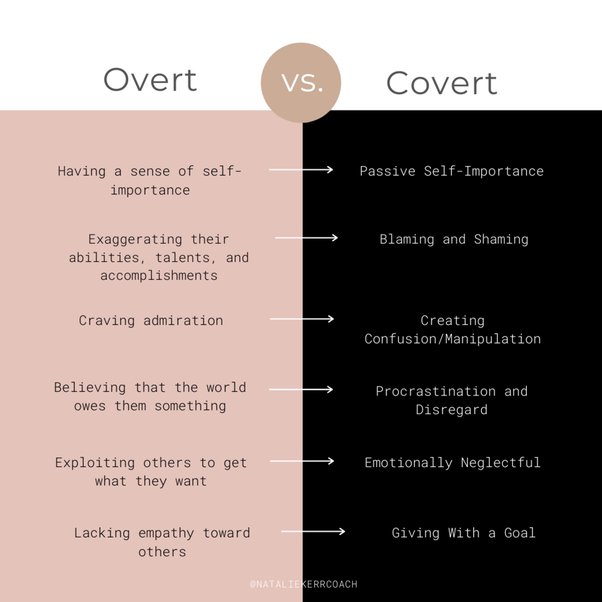 Overt vs. Covert
Having a sense of self-
importance
Passive Self-Importance
Exaggerating their
abilities, talents, and
accomplishments
Blaming and Shaming
Craving admiration
Creating
Confusion/Manipulation
Believing that the world
owes them something
Procrastination and
Disregard
Exploiting others to get
what they want
Emotionally Neglectful
Lacking empathy toward
others
Giving With a Goal
@NATALIEKERRCOACH